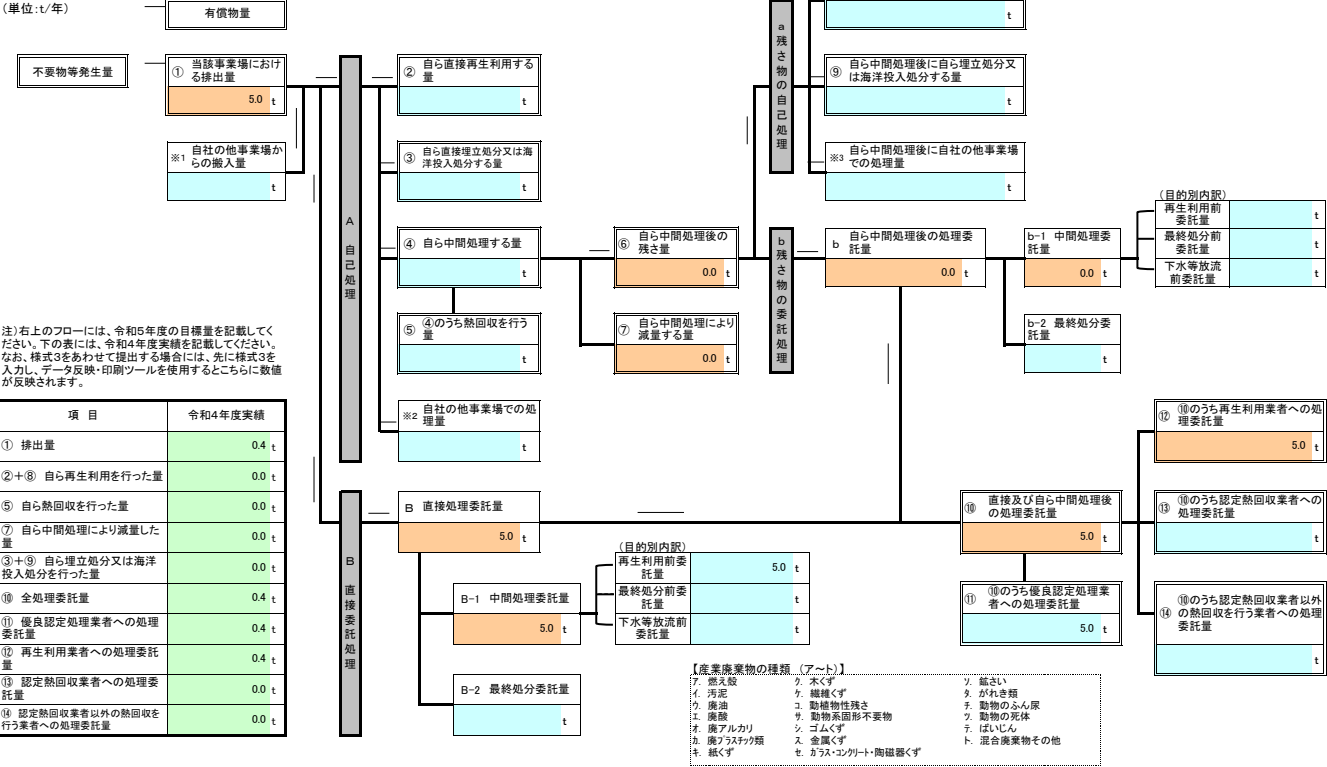 (単位:t/年)
有償物量
不要物等発生量
① 当該事業場におけ
る排出量
5.0 t
※1 自社の他事業場か
らの搬入量
t
A 自己処理
② 自ら直接再生利用する
量
t
③ 自ら直接埋立処分又は海
洋投入処分する量
t
④ 自ら中間処理する量
t
⑤ ④のうち熱回収を行う
量
t
※2 自社の他事業場での処
理量
t
⑥ 自ら中間処理後の
残さ量
0.0 t
⑦ 自ら中間処理により
減量する量
0.0 t
a 残さ物の自己処理
t
⑨ 自ら中間処理後に自ら埋立処分又
は海洋投入処分する量
t
※3 自ら中間処理後に自社の他事業場
での処理量
t
b 残さ物の委託処理
b 自ら中間処理後の処理委
託量
0.0 t
b-1 中間処理委
託量
0.0 t
(目的別内訳)
再生利用前
委託量
t
最終処分前
委託量
t
下水等放流
前委託量
t
b-2 最終処分委
託量
t
注)右上のフローには、令和5年度の目標量を記載してく
ださい。下の表には、令和4年度実績を記載してください。
なお、様式3をあわせて提出する場合には、先に様式3を
入力し、データ反映・印刷ツールを使用するとこちらに数値
が反映されます。
項 目 令和4年度実績
① 排出量 0.4 t
②+⑧ 自ら再生利用を行った量 0.0 t
⑤ 自ら熱回収を行った量 0.0 t
⑦ 自ら中間処理により減量した
量 0.0 t
③+⑨ 自ら埋立処分又は海洋
投入処分を行った量 0.0 t
⑩ 全処理委託量 0.4 t
⑪ 優良認定処理業者への処理
委託量 0.4 t
⑫ 再生利用業者への処理委託
量 0.4 t
⑬ 認定熱回収業者への処理委
託量 0.0 t
⑭ 認定熱回収業者以外の熱回収を
行う業者への処理委託量 0.0 t
B 直接委託処理
B 直接処理委託量
5.0 t
B-1 中間処理委託量
5.0 t
(目的別内訳)
再生利用前委
託量
5.0 t
最終処分前委
託量
t
下水等放流前
委託量
t
B-2 最終処分委託量
t
⑩ 直接及び自ら中間処理後
の処理委託量
5.0 t
⑪ ⑩のうち優良認定処理業
者への処理委託量
5.0 t
⑫ ⑩のうち再生利用業者への処
理委託量
5.0 t
⑬ ⑩のうち認定熱回収業者への
処理委託量
t
⑭ ⑩のうち認定熱回収業者以外
の熱回収を行う業者への処理
委託量
t
【産業廃棄物の種類 (ア~ト)】
ア. 燃え殻 ク. 木くず ソ. 鉱さい
イ. 汚泥 ケ. 繊維くず タ. がれき類
ウ. 廃油 コ. 動植物性残さ チ. 動物のふん尿
エ. 廃酸 サ. 動物系固形不要物 ツ. 動物の死体
オ. 廃アルカリ シ. ゴムくず テ. ばいじん
カ. 廃プラスチック類 ス. 金属くず ト. 混合廃棄物その他
キ. 紙くず セ. ガラス・コンクリート・陶磁器くず